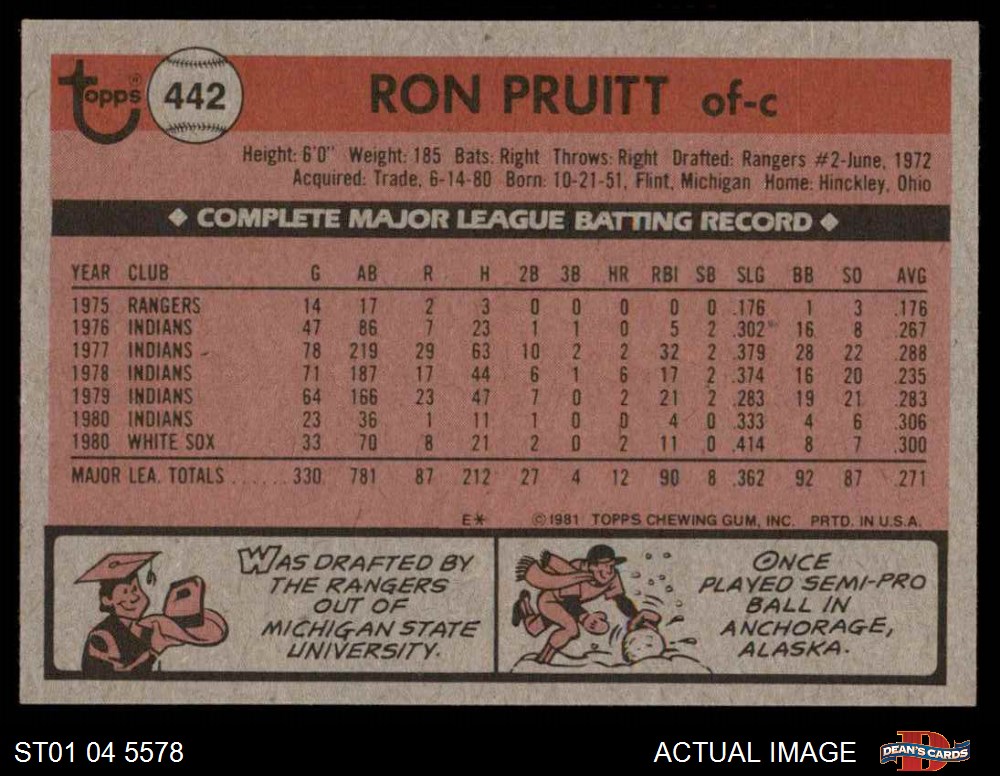 topps®
442
RON PRUITT of-c
Height: 6'0" Weight: 185 Bats: Right Throws: Right Drafted: Rangers #2-June, 1972
Acquired: Trade, 6-14-80 Born: 10-21-51, Flint, Michigan Home: Hinckley, Ohio
◆ COMPLETE MAJOR LEAGUE BATTING RECORD ◆
YEAR CLUB G AB R H 2B 3B HR RBI SB SLG BB SO AVG
1975 RANGERS 14 17 2 3 0 0 0 0 0 .176 1 3 .176
1976 INDIANS 47 86 7 23 1 1 0 5 2 .302 16 8 .267
1977 INDIANS 78 219 29 63 10 2 2 32 2 .379 28 22 .288
1978 INDIANS 71 187 17 44 6 1 6 17 2 .374 16 20 .235
1979 INDIANS 64 166 23 47 7 0 2 21 2 .283 19 21 .283
1980 INDIANS 23 36 1 11 1 0 0 4 0 .333 4 6 .306
1980 WHITE SOX 33 70 8 21 2 0 2 11 0 .414 8 7 .300
MAJOR LEA. TOTALS ...... 330 781 87 212 27 4 12 90 8 .362 92 87 .271
E* ©1981 TOPPS CHEWING GUM, INC. PRTD. IN U.S.A.
WAS DRAFTED BY
THE RANGERS
OUT OF
MICHIGAN STATE
UNIVERSITY.
ONCE
PLAYED SEMI-PRO
BALL IN
ANCHORAGE,
ALASKA.
ST01 04 5578
ACTUAL IMAGE
D
DEAN'S CARDS